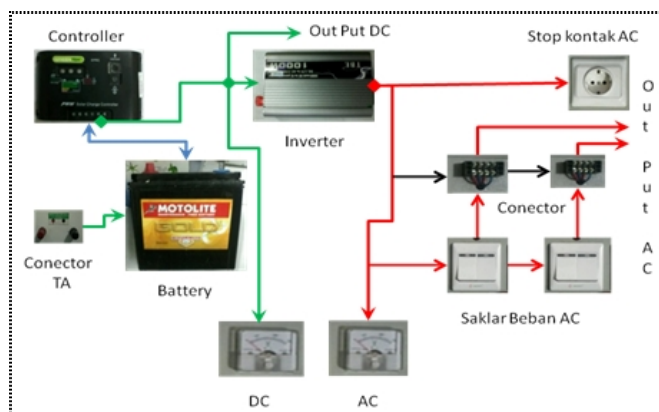 Controller
Out Put DC
Stop kontak AC
1000W
Inverter
MOTOLITE
GOLD
Conector
TA
Battery
Conector
Saklar Beban AC
DC
AC
O
u
t
P
u
t
A
C